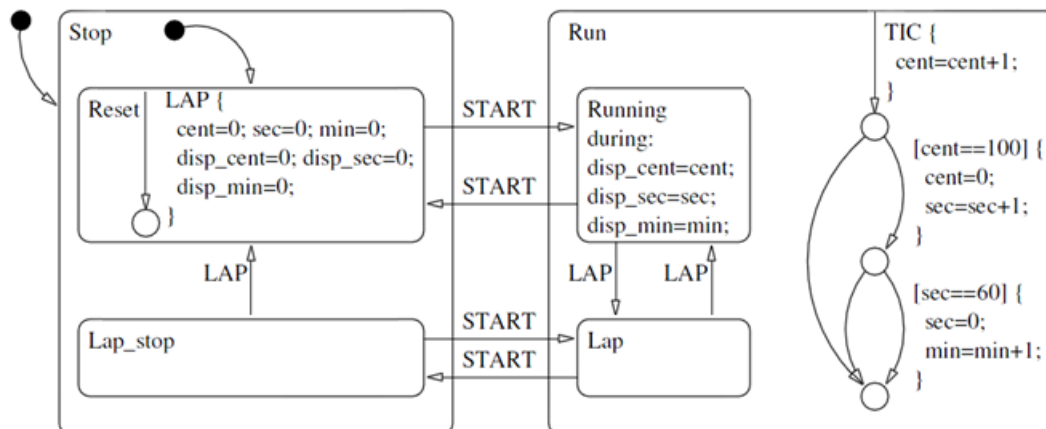 Stop
Reset
LAP {
cent=0; sec=0; min=0;
disp_cent=0; disp_sec=0;
disp_min=0;
}
LAP
Lap_stop
START
START
START
START
Run
Running
during:
disp_cent=cent;
disp_sec=sec;
disp_min=min;
LAP
LAP
Lap
TIC {
cent=cent+1;
}
[cent==100] {
cent=0;
sec=sec+1;
}
[sec==60] {
sec=0;
min=min+1;
}